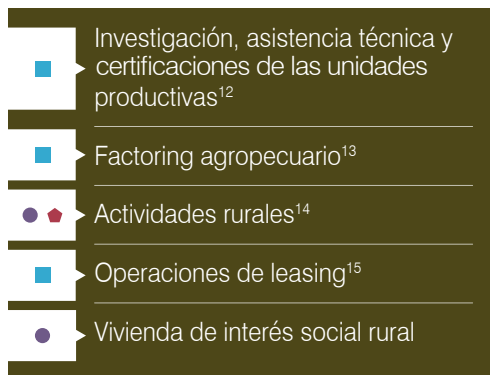 Investigación, asistencia técnica y
certificaciones de las unidades
productivas¹²
Factoring agropecuario¹³
Actividades rurales¹⁴
Operaciones de leasing¹⁵
Vivienda de interés social rural